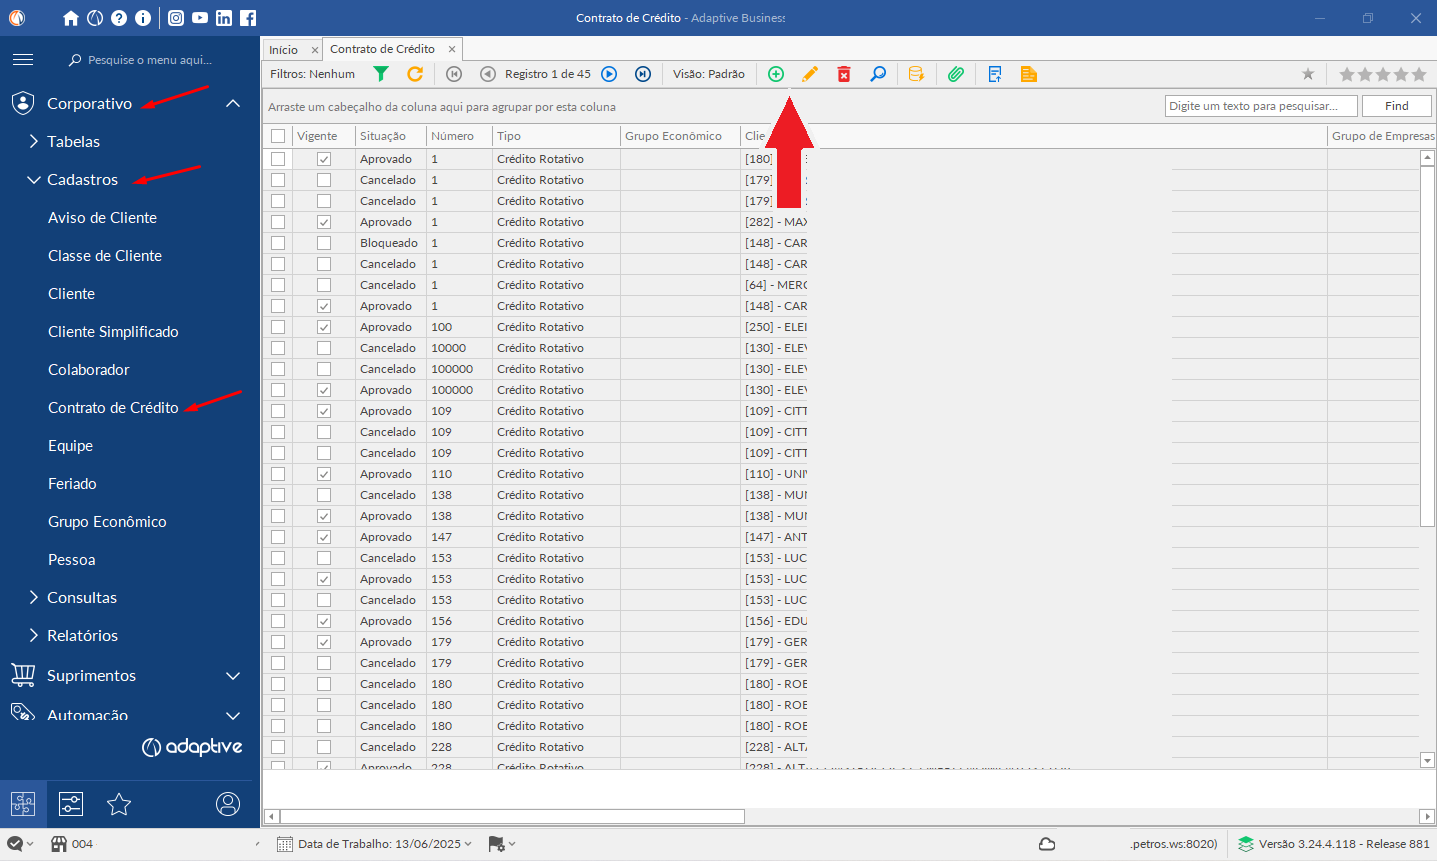 Contrato de Crédito - Adaptive Business
Pesquise o menu aqui...
Corporativo
Tabelas
Cadastros
Aviso de Cliente
Classe de Cliente
Cliente
Cliente Simplificado
Colaborador
Contrato de Crédito
Equipe
Feriado
Grupo Econômico
Pessoa
Consultas
Relatórios
Suprimentos
Automação
adaptive
Início
Contrato de Crédito
Filtros: Nenhum
Registro 1 de 45
Visão: Padrão
Arraste um cabeçalho da coluna aqui para agrupar por esta coluna
Digite um texto para pesquisar...
Find
Vigente Situação Número Tipo Grupo Econômico Clie Grupo de Empresas
Aprovado 1 Crédito Rotativo [180]
Cancelado 1 Crédito Rotativo [179]
Cancelado 1 Crédito Rotativo [179]
Aprovado 1 Crédito Rotativo [282] - MAX
Bloqueado 1 Crédito Rotativo [148] - CAR
Cancelado 1 Crédito Rotativo [148] - CAR
Cancelado 1 Crédito Rotativo [64] - MERC
Aprovado 1 Crédito Rotativo [148] - CAR
Aprovado 100 Crédito Rotativo [250] - ELEI
Cancelado 10000 Crédito Rotativo [130] - ELEV
Cancelado 100000 Crédito Rotativo [130] - ELEV
Aprovado 100000 Crédito Rotativo [130] - ELEV
Aprovado 109 Crédito Rotativo [109] - CITT
Cancelado 109 Crédito Rotativo [109] - CITT
Cancelado 109 Crédito Rotativo [109] - CITT
Aprovado 110 Crédito Rotativo [110] - UNIV
Cancelado 138 Crédito Rotativo [138] - MUN
Aprovado 138 Crédito Rotativo [138] - MUN
Aprovado 147 Crédito Rotativo [147] - ANT
Cancelado 153 Crédito Rotativo [153] - LUC
Aprovado 153 Crédito Rotativo [153] - LUC
Cancelado 153 Crédito Rotativo [153] - LUC
Aprovado 156 Crédito Rotativo [156] - EDU
Aprovado 179 Crédito Rotativo [179] - GER
Cancelado 179 Crédito Rotativo [179] - GER
Cancelado 180 Crédito Rotativo [180] - ROB
Cancelado 180 Crédito Rotativo [180] - ROB
Cancelado 180 Crédito Rotativo [180] - ROB
Cancelado 228 Crédito Rotativo [228] - ALTA
Aprovado 228 Crédito Rotativo [228] - ALT
004
Data de Trabalho: 13/06/2025
.petros.ws:8020)
Versão 3.24.4.118 - Release 881